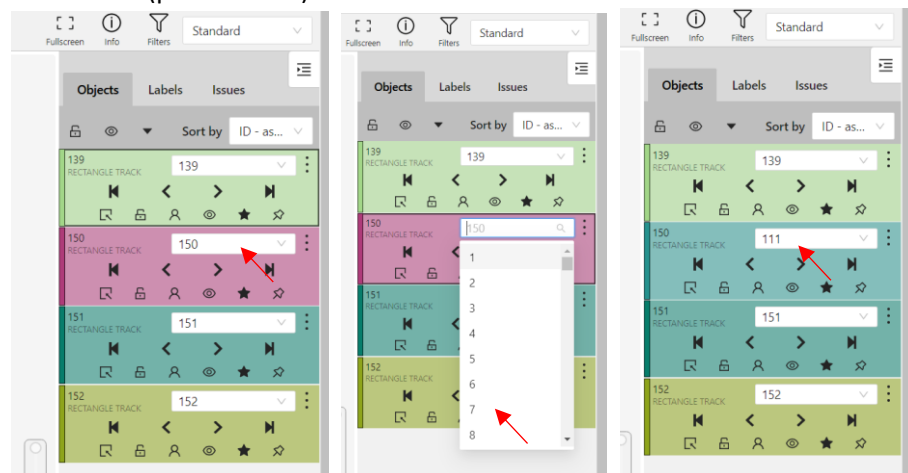 Fullscreen Info Filters Standard
Objects Labels Issues
Sort by ID - as...
139 139
RECTANGLE TRACK
150 150
RECTANGLE TRACK
151 151
RECTANGLE TRACK
152 152
RECTANGLE TRACK
Fullscreen Info Filters Standard
Objects Labels Issues
Sort by ID - as...
139 139
RECTANGLE TRACK
150 150
RECTANGLE TRACK
1
2
151
RECTANGLE TRACK
3
4
5
152
RECTANGLE TRACK
6
7
8
Fullscreen Info Filters Standard
Objects Labels Issues
Sort by ID - as...
139 139
RECTANGLE TRACK
150 111
RECTANGLE TRACK
151 151
RECTANGLE TRACK
152 152
RECTANGLE TRACK